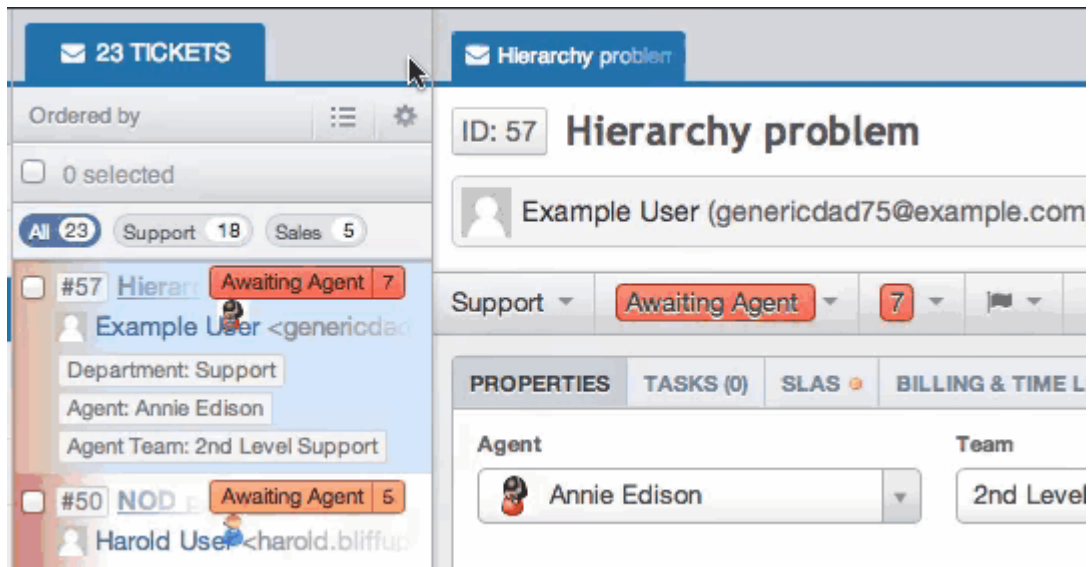 23 TICKETS
Ordered by
0 selected
All 23 Support 18 Sales 5
#57 Hierarc Awaiting Agent 7
Example User <genericdad
Department: Support
Agent: Annie Edison
Agent Team: 2nd Level Support
#50 NOD Awaiting Agent 5
Harold User <harold.bliffup
Hierarchy problem
ID: 57 Hierarchy problem
Example User (genericdad75@example.com
Support Awaiting Agent 7
PROPERTIES TASKS (0) SLAS BILLING & TIME L
Agent Team
Annie Edison 2nd Level